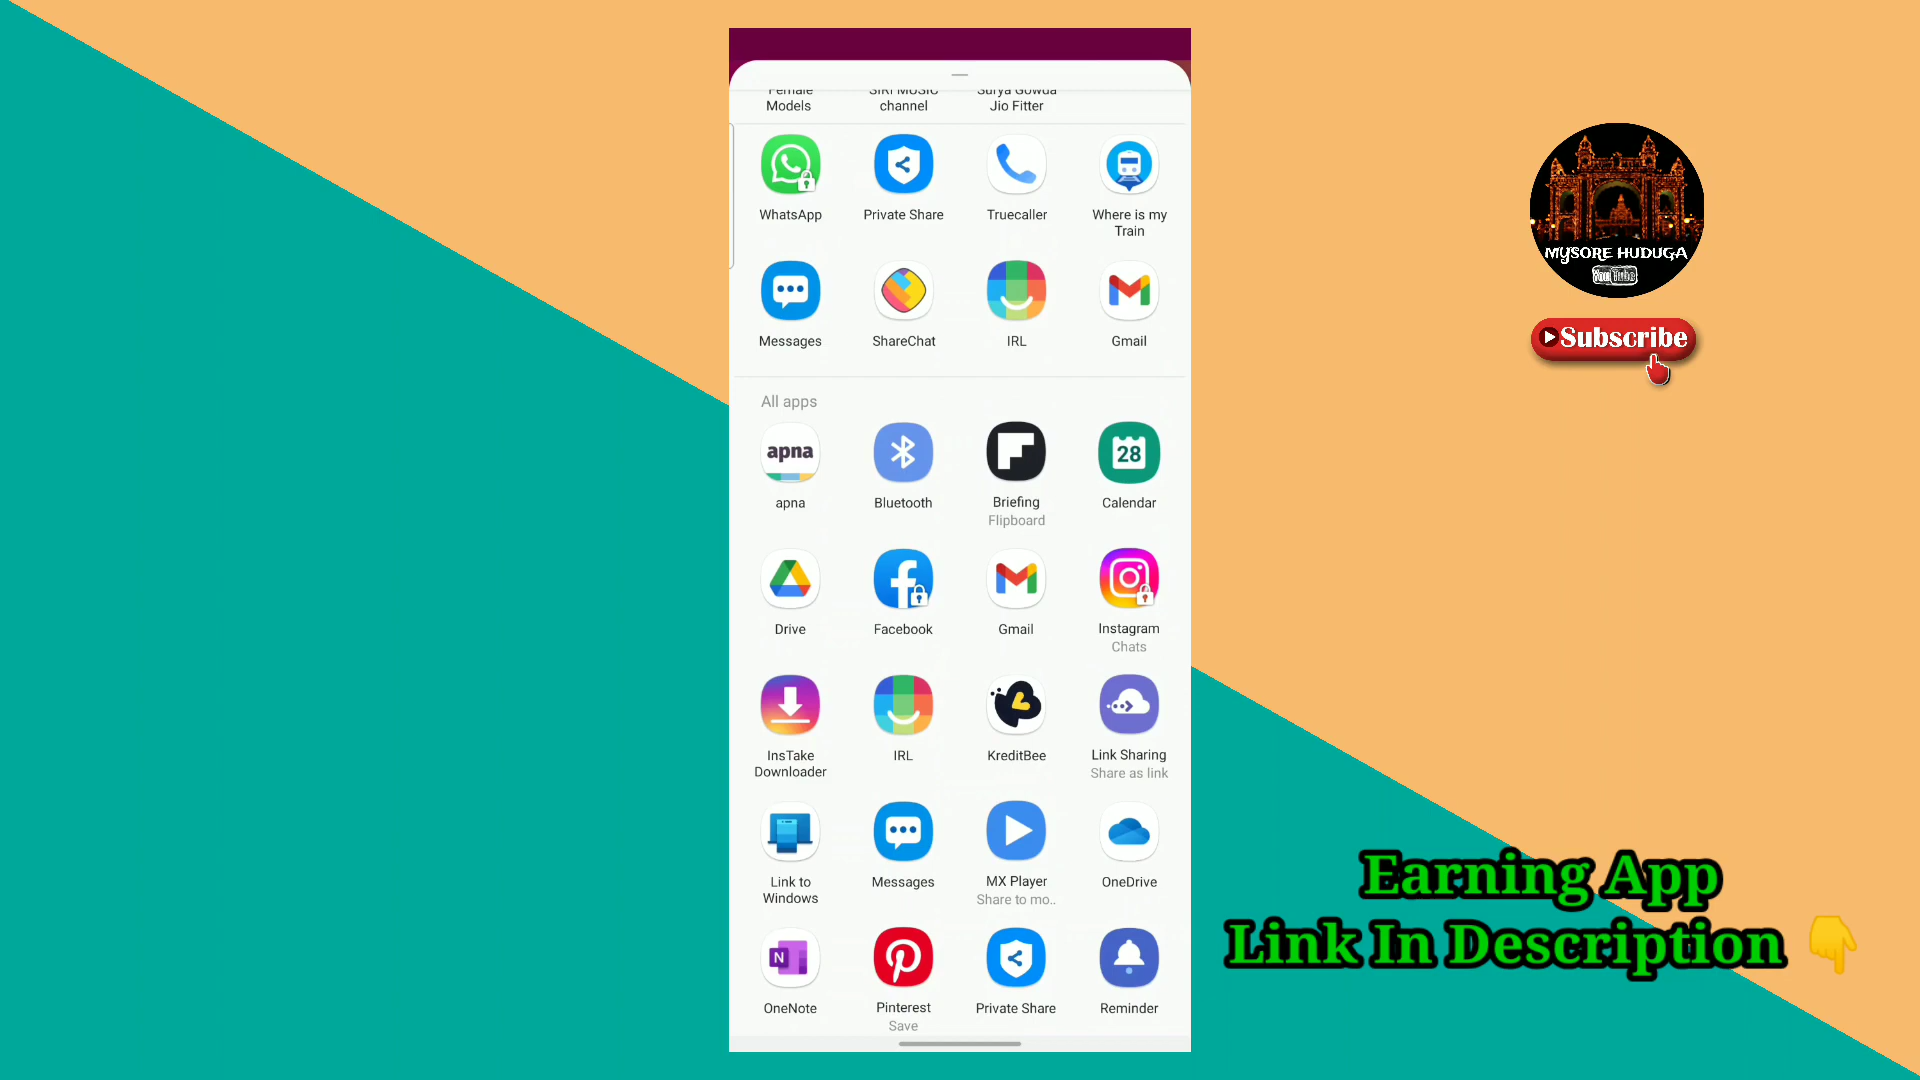 Female SIRI MUSIC Surya Gowda
Models channel Jio Fitter
WhatsApp Private Share Truecaller Where is my
Train
Messages ShareChat IRL Gmail
All apps
apna
28
apna Bluetooth Briefing Calendar
Flipboard
Drive Facebook Gmail Instagram
Chats
InsTake IRL KreditBee Link Sharing
Downloader Share as link
Link to Messages MX Player OneDrive
Windows Share to mo..
N
OneNote Pinterest Private Share Reminder
Save
MYSORE HUDUGA
YouTube
Subscribe
Earning App
Link In Description 👇